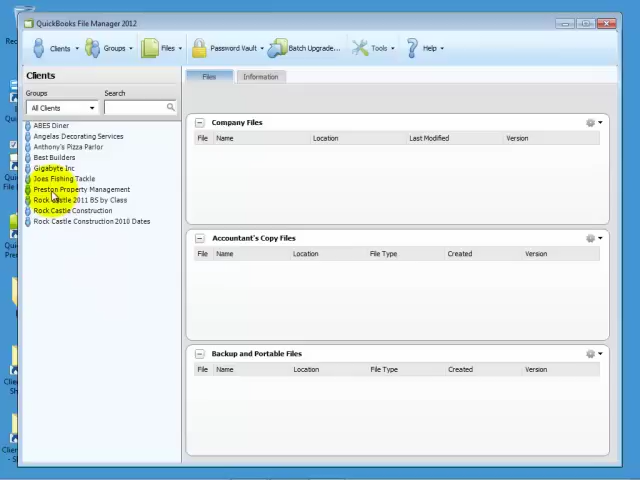 QuickBooks File Manager 2012
Clients Groups Files Password Vault Batch Upgrade... Tools Help
Clients
Files Information
Groups Search
All Clients
ABES Diner
Angelas Decorating Services
Anthony's Pizza Parlor
Best Builders
Gigabyte Inc
Joes Fishing Tackle
Preston Property Management
Rock Castle 2011 BS by Class
Rock Castle Construction
Rock Castle Construction 2010 Dates
Company Files
File Name Location Last Modified Version
Accountant's Copy Files
File Name Location File Type Created Version
Backup and Portable Files
File Name Location File Type Created Version